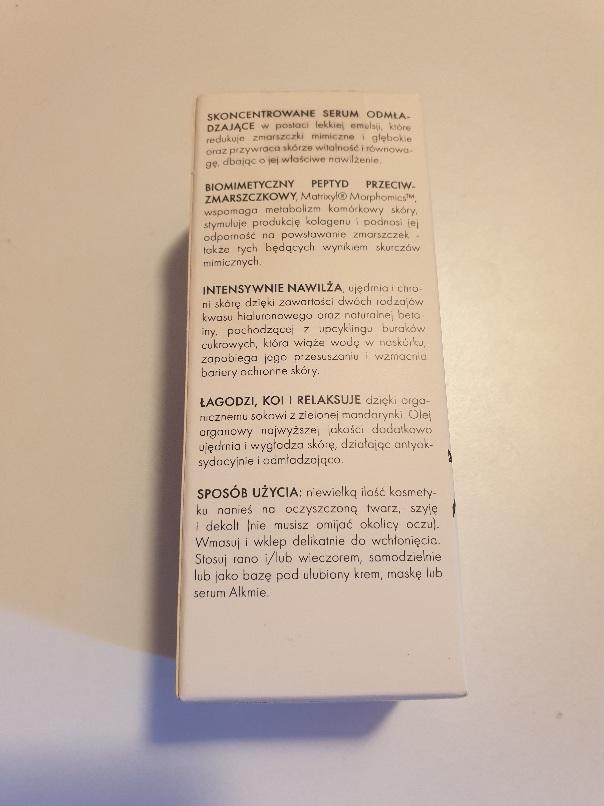 SKONCENTROWANE SERUM ODMŁA-
DZAJĄCE w postaci lekkiej emulsji, które
redukuje zmarszczki mimiczne i głębokie
oraz przywraca skórze witalność i równowa-
gę, dbając o jej właściwe nawilżenie.
BIOMIMETYCZNY PEPTYD PRZECIW-
ZMARSZCZKOWY, Matrixyl® Morphomics™,
wspomaga metabolizm komórkowy skóry,
stymuluje produkcję kolagenu i podnosi jej
odporność na powstawanie zmarszczek -
także tych będących wynikiem skurczów
mimicznych.
INTENSYWNIE NAWILŻA, ujędrnia i chro-
ni skórę dzięki zawartości dwóch rodzajów
kwasu hialuronowego oraz naturalnej beta-
iny, pochodzącej z upcyklingu buraków
cukrowych, która wiąże wodę w naskórku,
zapobiega jego przesuszaniu i wzmacnia
bariery ochronne skóry.
ŁAGODZI, KOI I RELAKSUJE dzięki orga-
nicznemu sokowi z zielonej mandarynki. Olej
arganowy najwyższej jakości dodatkowo
ujędrnia i wygładza skórę, działając antyok-
sydacyjnie i odmładzająco.
SPOSÓB UŻYCIA: niewielką ilość kosmety-
ku nanieś na oczyszczoną twarz, szyję
i dekolt (nie musisz omijać okolicy oczu).
Wmasuj i wklep delikatnie do wchłonięcia.
Stosuj rano i/lub wieczorem, samodzielnie
lub jako bazę pod ulubiony krem, maskę lub
serum Alkmie.